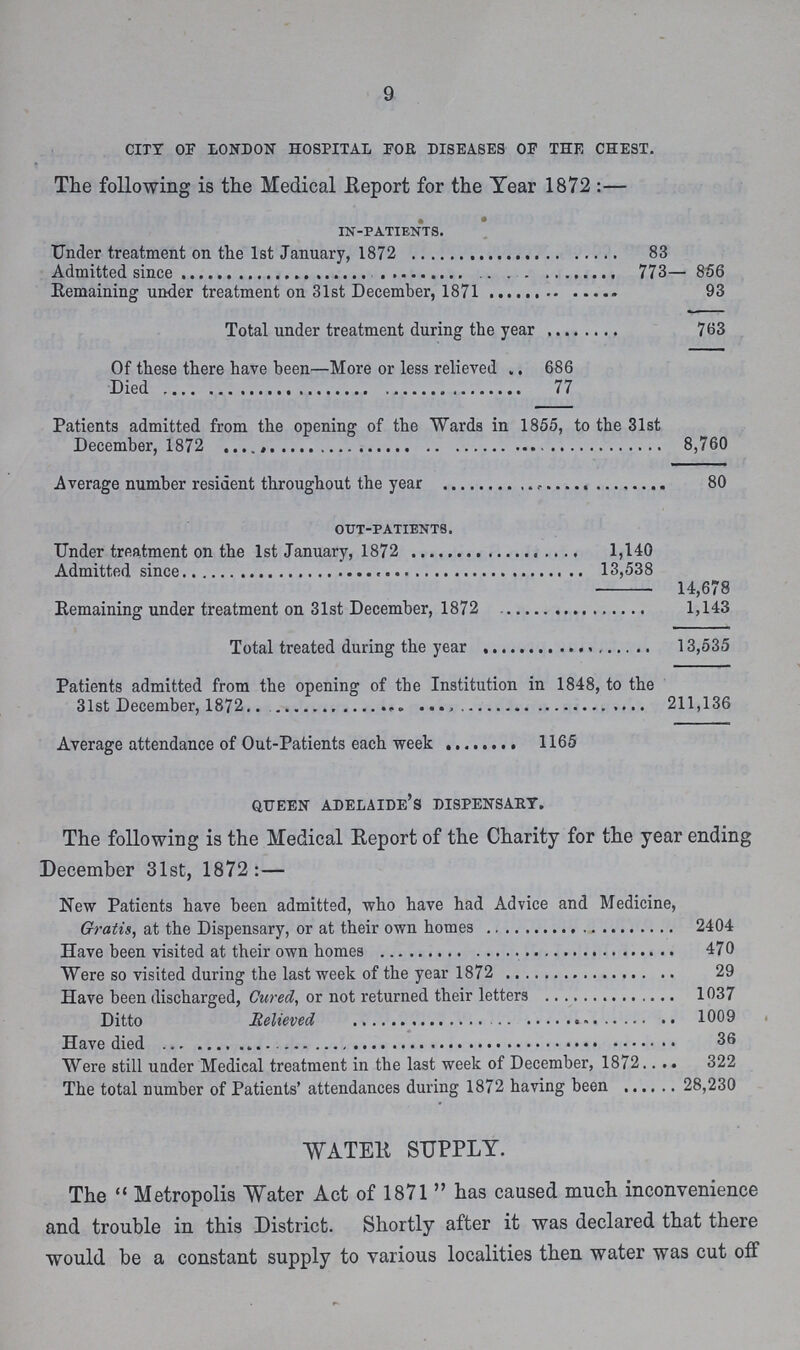 9
CITY OF LONDON HOSPITAL FOR DISEASES OF THE CHEST.
The following is the Medical Report for the Year 1872 :—
IN-PATIENTS.
Under treatment on the 1st January, 1872 .................... 83
Admitted since .................................... 773— 856
Remaining under treatment on 31st December, 1871 ............ 93
Total under treatment during the year ........ 763
Of these there have been—More or less relieved .. 686
Died .................................... 77
Patients admitted from the opening of the Wards in 1855, to the 31st
December, 1872 .................................... 8,760
Average number resident throughout the year ........................ 80
OUT-PATIENTS.
Under treatment on the 1st January, 1872 .................. 1,140
Admitted since.................................... 13,538
14,678
Remaining under treatment on 31st December, 1872 ................ 1,143
Total treated during the year .................. 13,535
Patients admitted from the opening of the Institution in 1848, to the
31st December, 1872.................................... 211,136
Average attendance of Out-Patients each week ........ 1165
QUEEN ADELAIDE'S DISPENSARY.
The following is the Medical Report of the Charity for the year ending
December 31st, 1872 :—
New Patients have been admitted, who have had Advice and Medicine,
Gratis, at the Dispensary, or at their own homes .................... 2404
Have been visited at their own homes .............................. 470
Were so visited during the last week of the year 1872 .................. 29
Have been discharged, Cured, or not returned their letters .............. 1037
Ditto Relieved .............................. 1009
Have died .................................... 36
Were still under Medical treatment in the last week of December, 1872.... 322
The total number of Patients' attendances during 1872 having been ...... 28,230
WATER SUPPLY.
The “ Metropolis Water Act of 1871 ” has caused much inconvenience
and trouble in this District. Shortly after it was declared that there
would be a constant supply to various localities then water was cut off